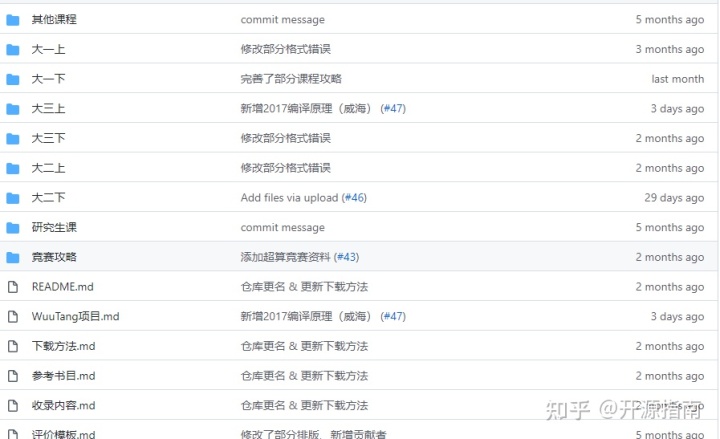 其他课程 commit message 5 months ago
大一上 修改部分格式错误 3 months ago
大一下 完善了部分课程攻略 last month
大三上 新增2017编译原理（威海） (#47) 3 days ago
大三下 修改部分格式错误 2 months ago
大二上 修改部分格式错误 2 months ago
大二下 Add files via upload (#46) 29 days ago
研究生课 commit message 5 months ago
竞赛攻略 添加超算竞赛资料 (#43) 2 months ago
README.md 仓库更名 & 更新下载方法 2 months ago
WuuTang项目.md 新增2017编译原理（威海） (#47) 3 days ago
下载方法.md 仓库更名 & 更新下载方法 2 months ago
参考书目.md 仓库更名 & 更新下载方法 2 months ago
收录内容.md 仓库更名 & 更新下载方法 2 months ago
知乎 @开源指南
评价模板.md 修改了部分排版、新增贡献者 5 months ago